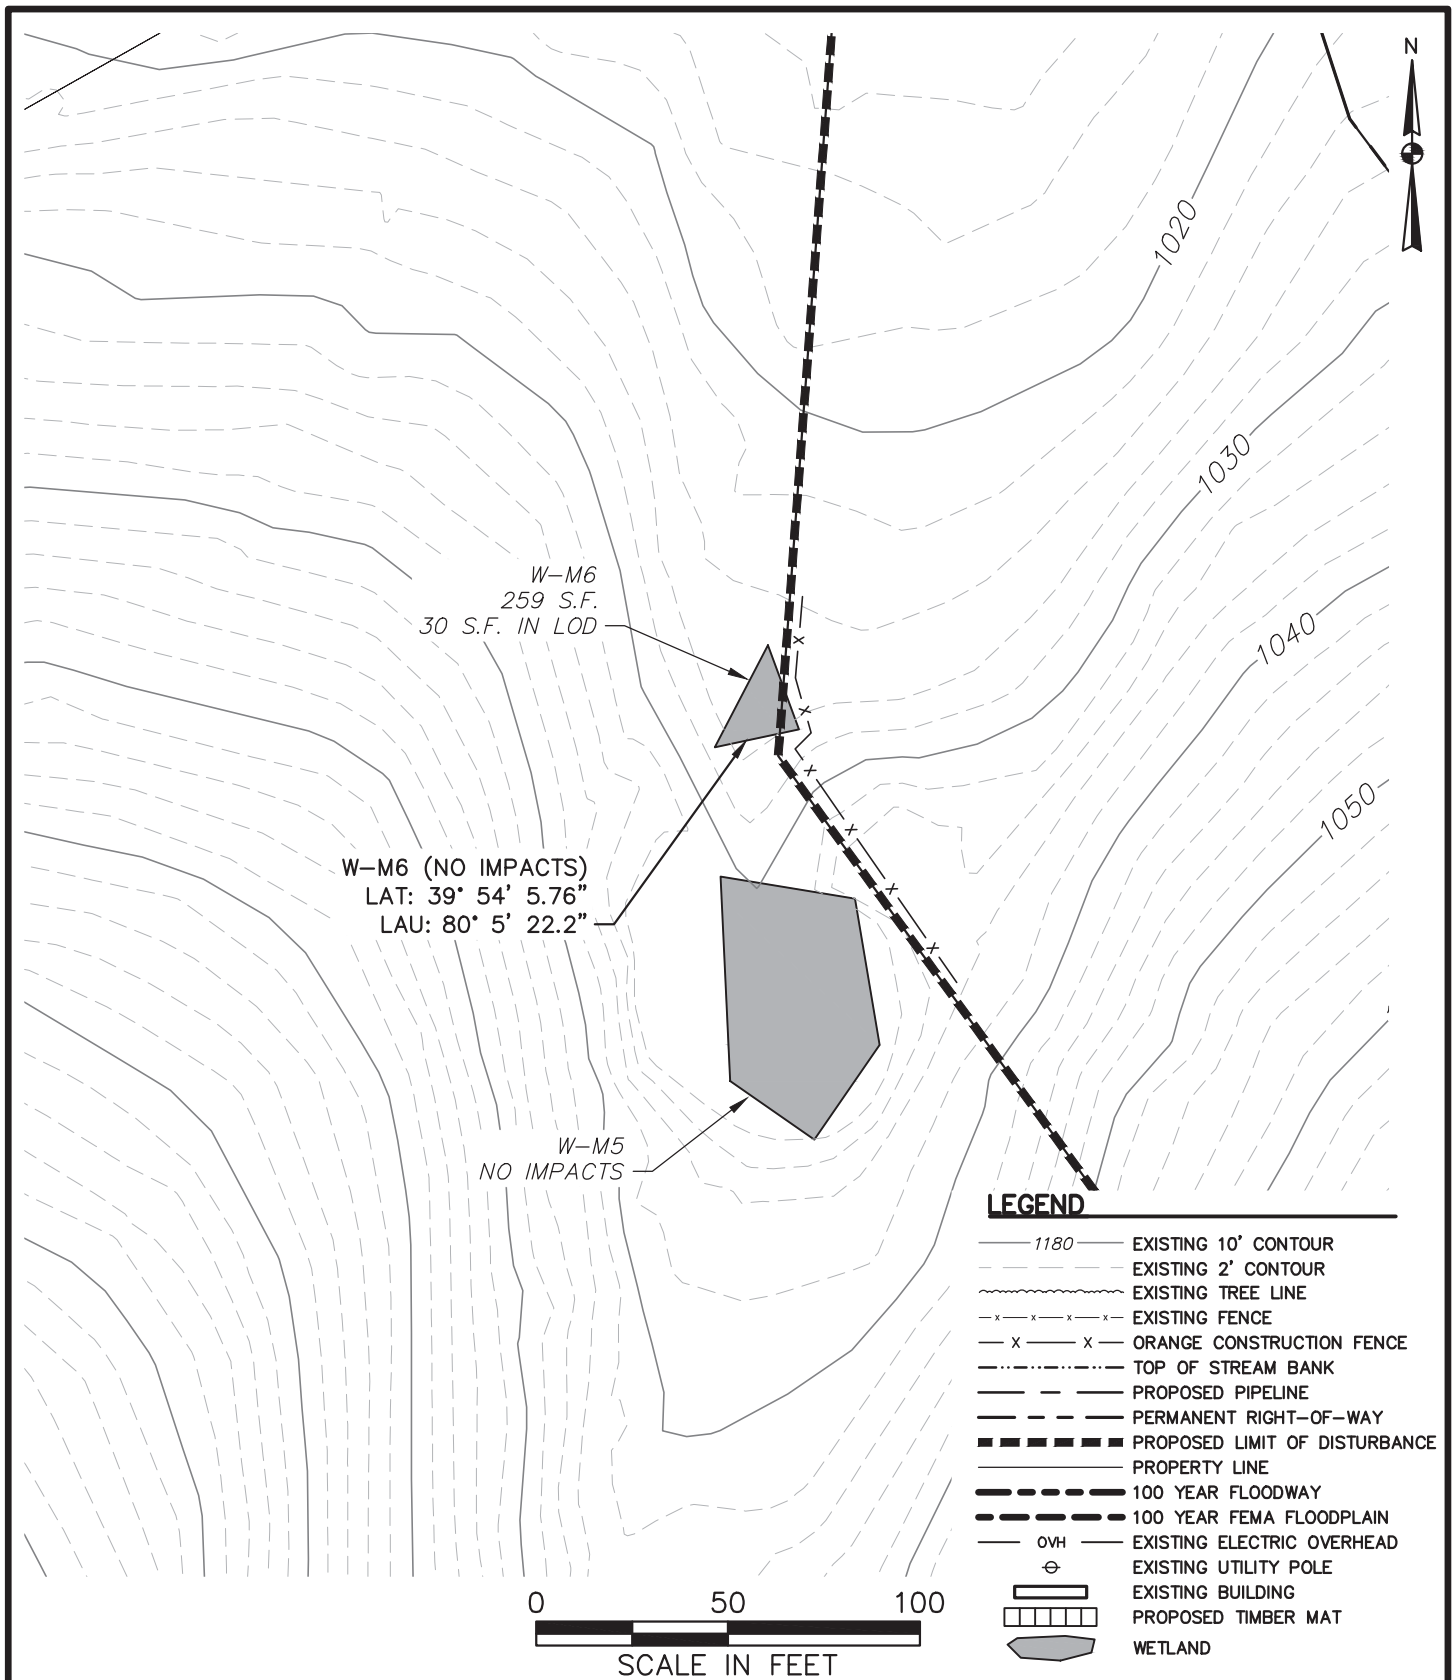 N
1020
1030
W-M6
259 S.F.
30 S.F. IN LOD
X
1040
X
X
1050
X
W-M6 (NO IMPACTS)
LAT: 39° 54' 5.76"
LAU: 80° 5' 22.2"
X
X
W-M5
NO IMPACTS
LEGEND
1180 EXISTING 10' CONTOUR
EXISTING 2' CONTOUR
EXISTING TREE LINE
x x x x EXISTING FENCE
X X ORANGE CONSTRUCTION FENCE
TOP OF STREAM BANK
PROPOSED PIPELINE
PERMANENT RIGHT-OF-WAY
PROPOSED LIMIT OF DISTURBANCE
PROPERTY LINE
100 YEAR FLOODWAY
100 YEAR FEMA FLOODPLAIN
OVH EXISTING ELECTRIC OVERHEAD
EXISTING UTILITY POLE
EXISTING BUILDING
PROPOSED TIMBER MAT
WETLAND
0 50 100
SCALE IN FEET